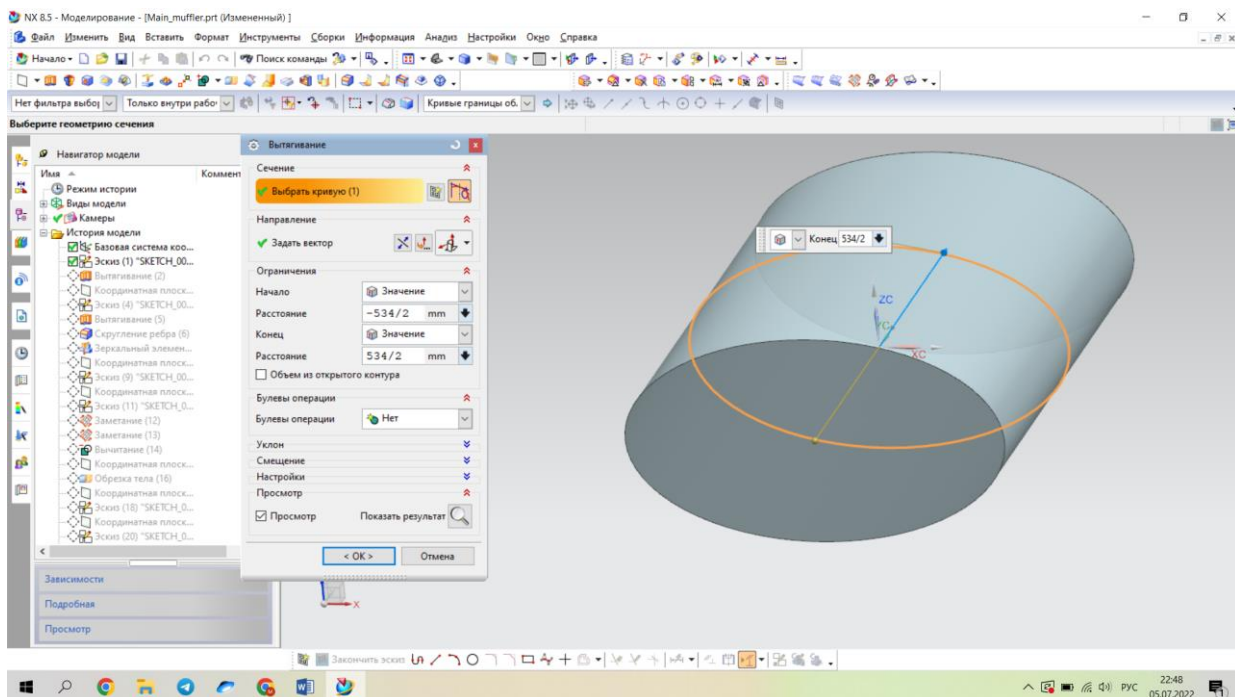 NX 8.5 - Моделирование - [Main_muffler.prt (Измененный) ]
Файл Изменить Вид Вставить Формат Инструменты Сборки Информация Анализ Настройки Окно Справка
Начало Поиск команды
Нет фильтра выбор Только внутри рабо Кривые границы об.
Выберите геометрию сечения
Навигатор модели
Имя Коммент
Режим истории
Виды модели
Камеры
История модели
Базовая система коо...
Эскиз (1) "SKETCH_00...
Вытягивание (2)
Координатная плоск...
Эскиз (4) "SKETCH_00...
Вытягивание (5)
Скругление ребра (6)
Зеркальный элемен...
Координатная плоск...
Эскиз (9) "SKETCH_00...
Координатная плоск...
Эскиз (11) "SKETCH_0...
Заметание (12)
Заметание (13)
Вычитание (14)
Координатная плоск...
Обрезка тела (16)
Координатная плоск...
Эскиз (18) "SKETCH_0...
Координатная плоск...
Эскиз (20) "SKETCH_0...
Зависимости
Подробная
Просмотр
Вытягивание
Сечение
Выбрать кривую (1)
Направление
Задать вектор
Ограничения
Начало Значение
Расстояние -534/2 mm
Конец Значение
Расстояние 534/2 mm
Объем из открытого контура
Булевы операции
Булевы операции Нет
Уклон
Смещение
Настройки
Просмотр
Просмотр Показать результат
< OK > Отмена
Конец 534/2
ZC
YC
XC
X
Закончить эскиз
РУС 22:48
05.07.2022